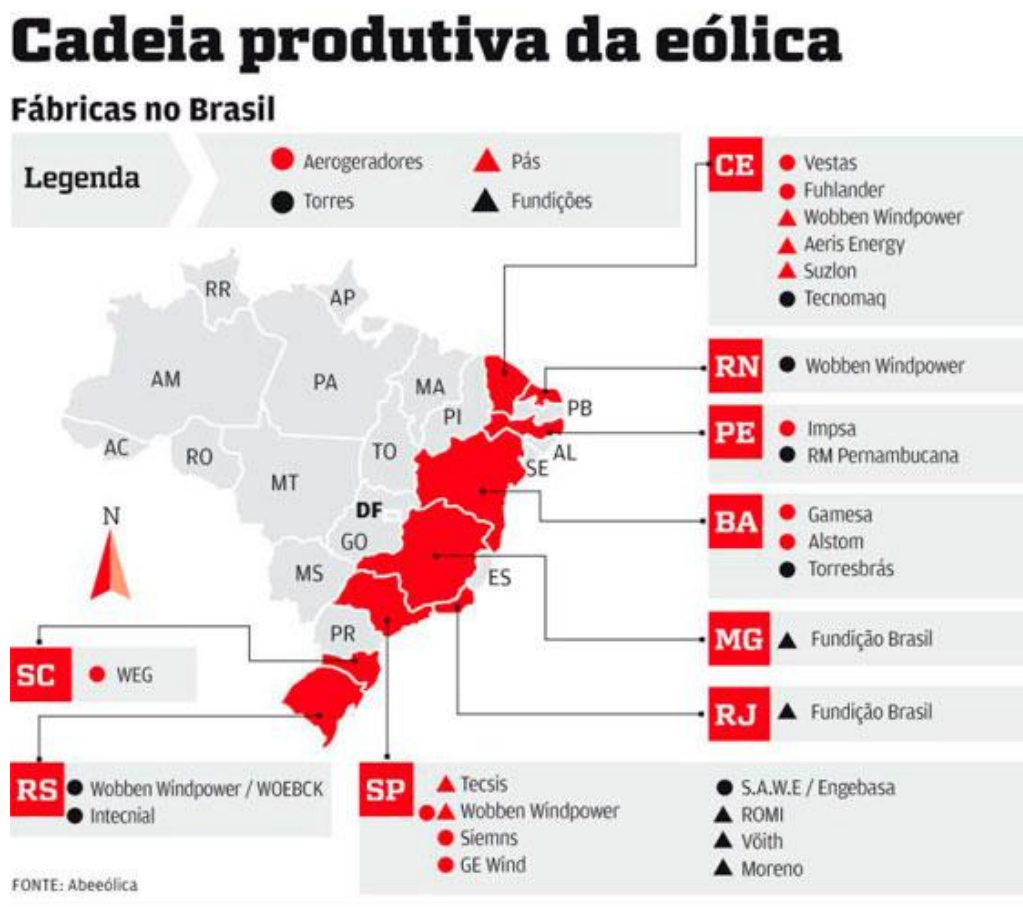 Cadeia produtiva da eólica
Fábricas no Brasil
Legenda
Aerogeradores
Pás
Torres
Fundições
CE
Vestas
Fuhlander
Wobben Windpower
Aeris Energy
Suzlon
Tecnomaq
RN
Wobben Windpower
PE
Impsa
RM Pernambucana
BA
Gamesa
Alstom
Torresbrás
MG
Fundição Brasil
RJ
Fundição Brasil
RR
AP
AM
PA
MA
PI
PB
AC
RO
TO
AL
SE
MT
DF
GO
N
MS
ES
PR
SC
WEG
RS
Wobben Windpower / WOEBCK
Intecnial
SP
Tecsis
Wobben Windpower
Siemns
GE Wind
S.A.W.E / Engebasa
ROMI
Vöith
Moreno
FONTE: Abeeólica